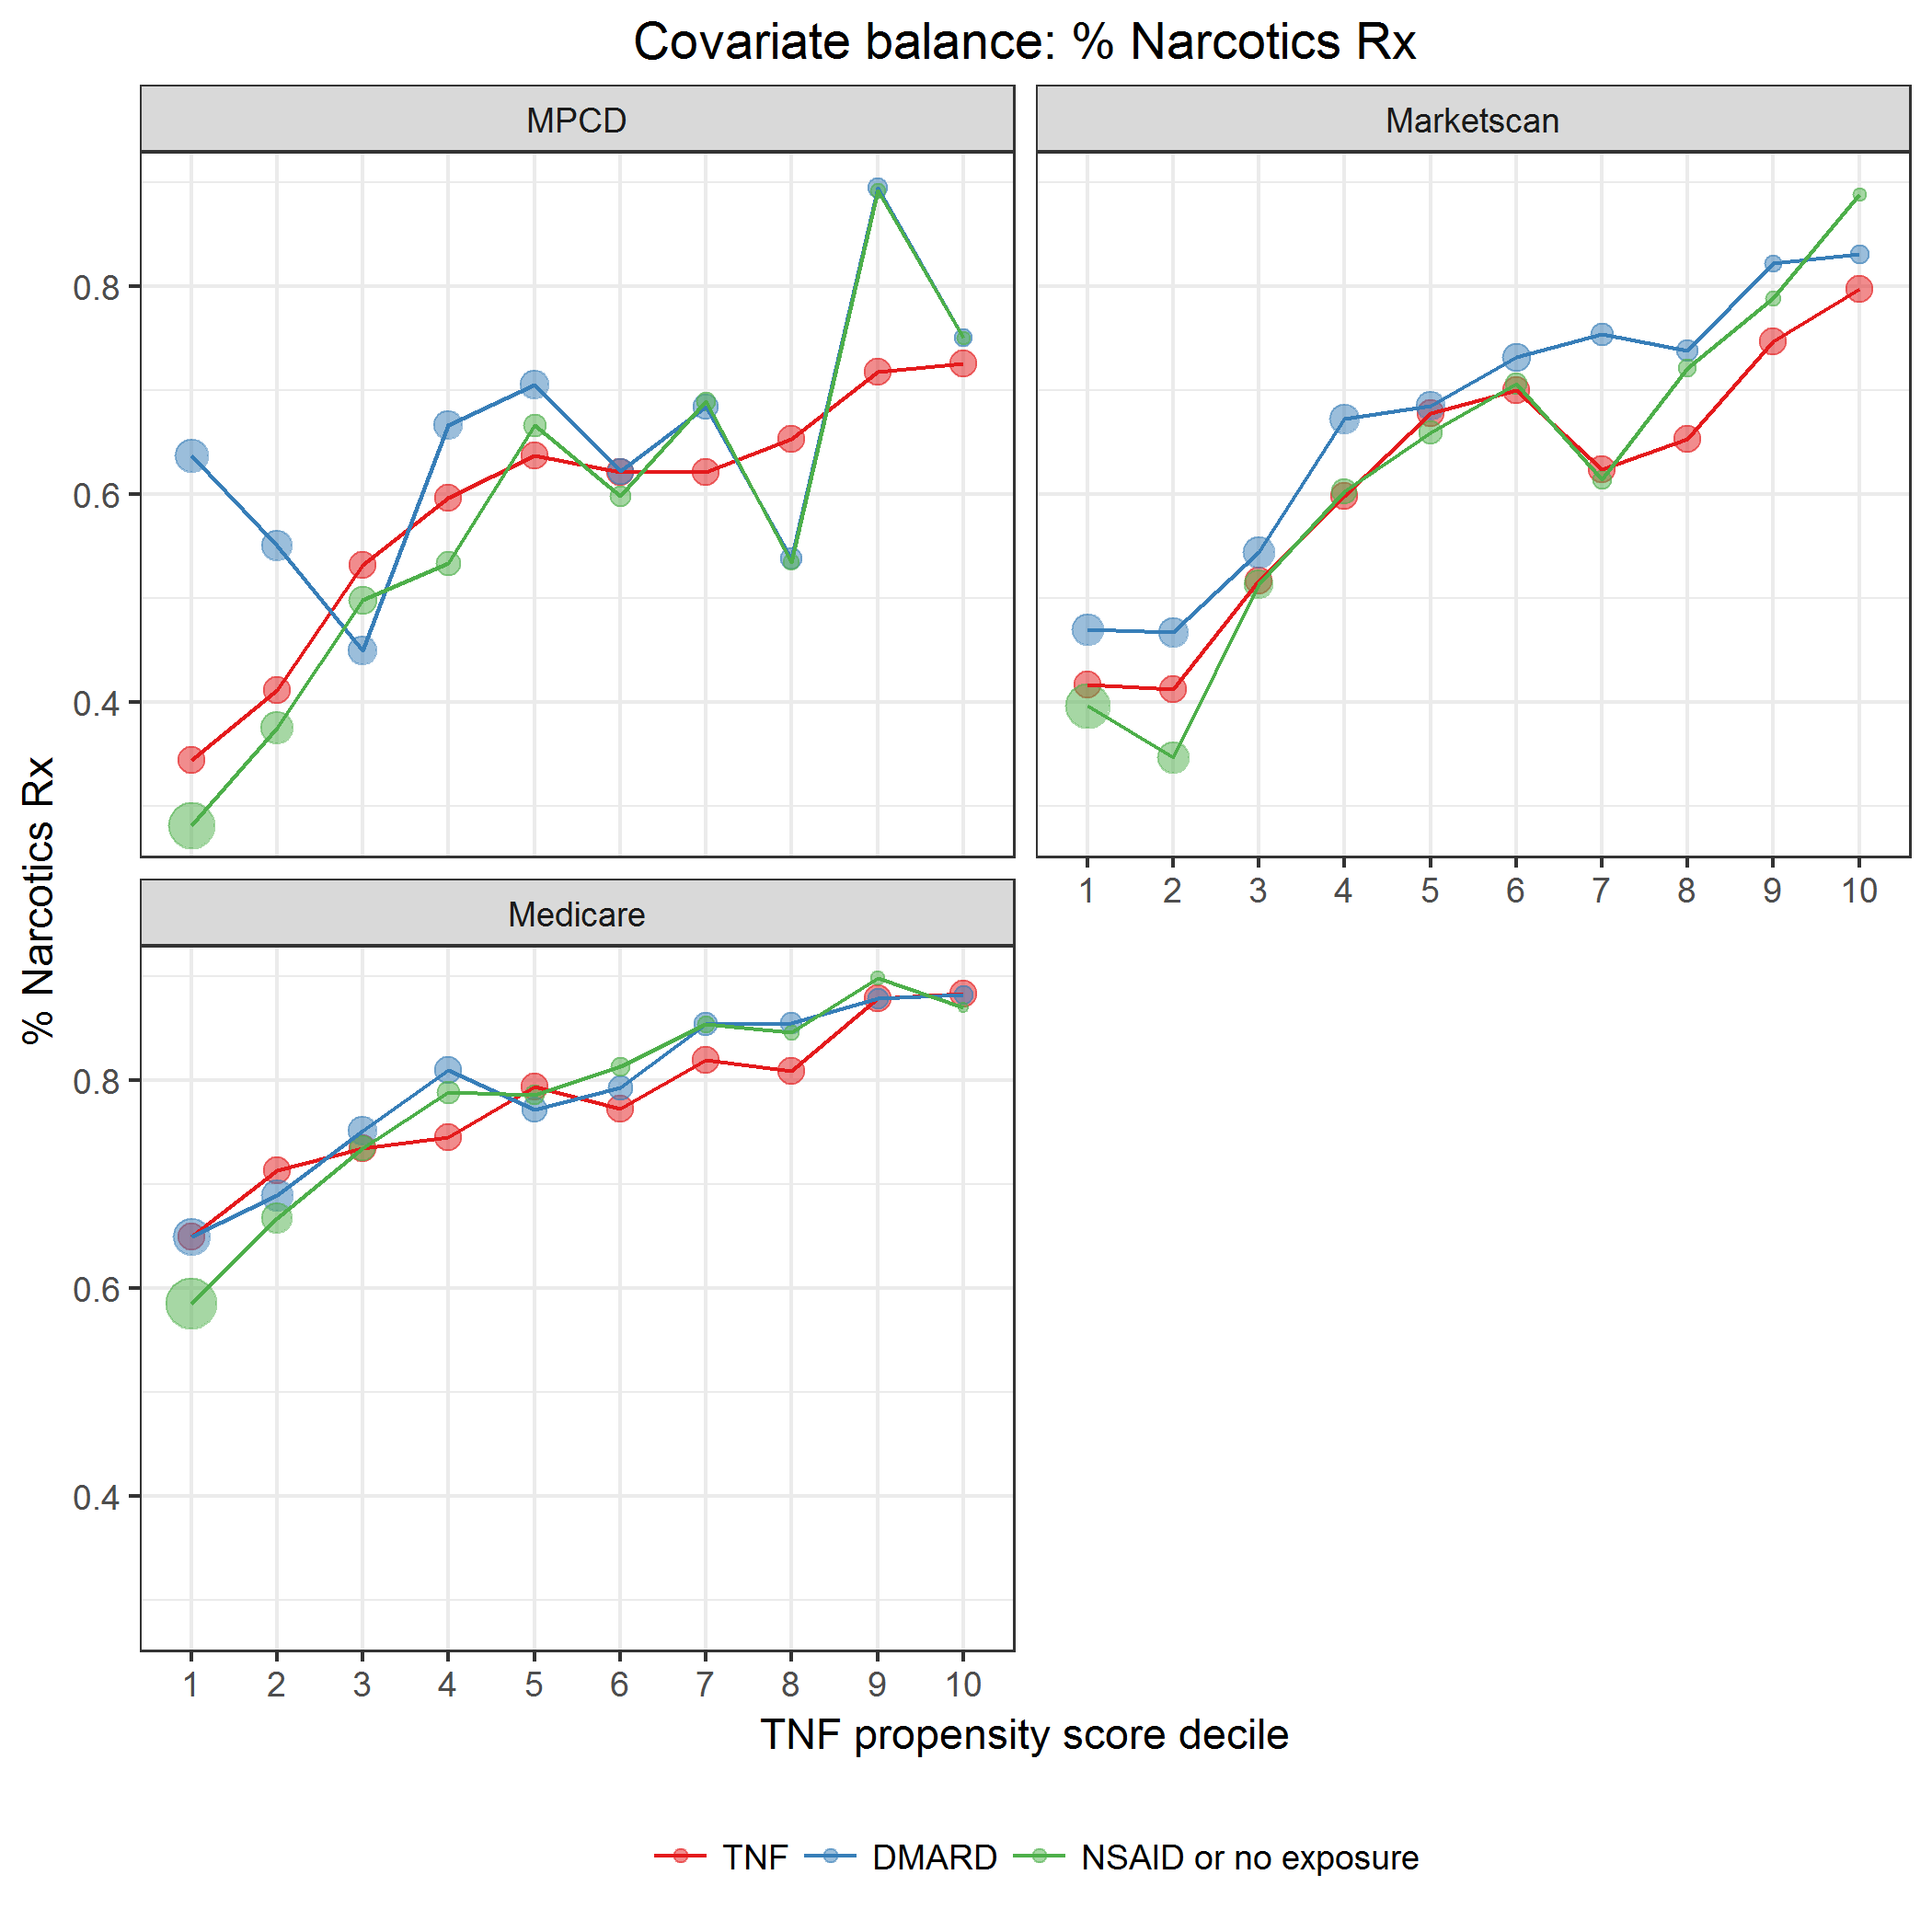 Covariate balance: % Narcotics Rx
MPCD
Marketscan
0.8
0.6
0.4
1 2 3 4 5 6 7 8 9 10
Medicare
% Narcotics Rx
0.8
0.6
0.4
1 2 3 4 5 6 7 8 9 10
TNF propensity score decile
TNF DMARD NSAID or no exposure